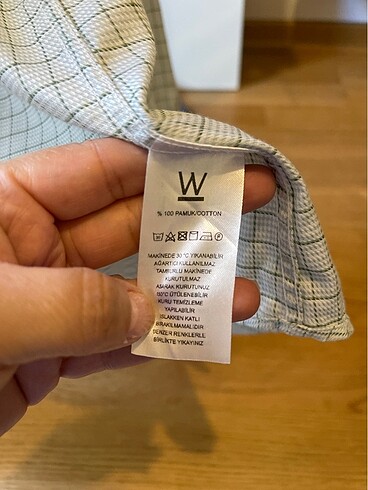 W
% 100 PAMUK/COTTON
MAKİNEDE 30°C YIKANABİLİR
AĞARTICI KULLANILMAZ
TAMBURLU MAKİNEDE
KURUTULMAZ
ASARAK KURUTUNUZ
150°C ÜTÜLENEBİLİR
KURU TEMİZLEME
YAPILABİLİR
ISLAKKEN KATLI
BIRAKILMAMALIDIR
BENZER RENKLERLE
BİRLİKTE YIKAYINIZ